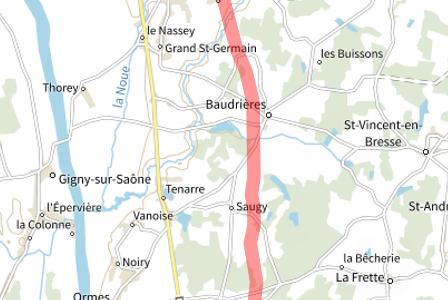 le Nassey
Grand St-Germain
les Buissons
Thorey
la Noue
Baudrières
St-Vincent-en-
Bresse
Gigny-sur-Saône
Tenarre
l'Épervière
Vanoise
Saugy
St-Andr
la Colonne
Noiry
la Bêcherie
La Frette
Ormes